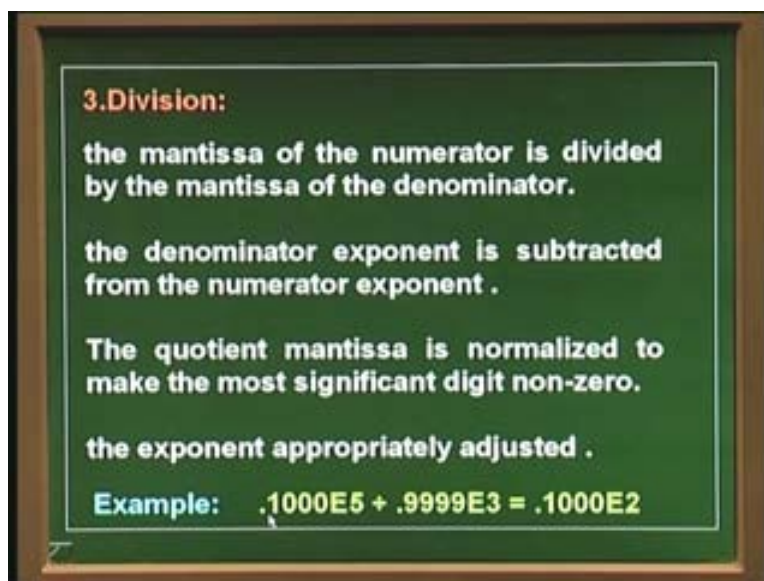 3.Division:
the mantissa of the numerator is divided
by the mantissa of the denominator.
the denominator exponent is subtracted
from the numerator exponent .
The quotient mantissa is normalized to
make the most significant digit non-zero.
the exponent appropriately adjusted .
Example: .1000E5 + .9999E3 = .1000E2